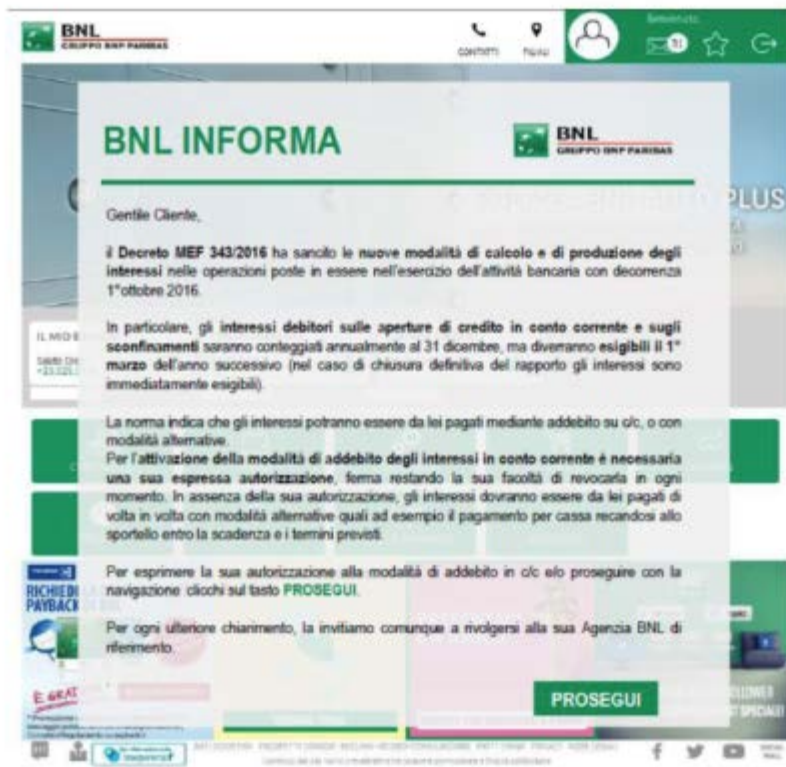 BNL
GRUPPO BNP PARIBAS
CONTATTI
FILIALI
Benvenuto
BNL INFORMA
BNL
GRUPPO BNP PARIBAS
PLUS
Gentile Cliente,
il Decreto MEF 343/2016 ha sancito le nuove modalità di calcolo e di produzione degli
interessi nelle operazioni poste in essere nell'esercizio dell'attività bancaria con decorrenza
1°ottobre 2016.
In particolare, gli interessi debitori sulle aperture di credito in conto corrente e sugli
sconfinamenti saranno conteggiati annualmente al 31 dicembre, ma diverranno esigibili il 1°
marzo dell'anno successivo (nel caso di chiusura definitiva del rapporto gli interessi sono
immediatamente esigibili).
IL MIO
La norma indica che gli interessi potranno essere da lei pagati mediante addebito su c/c, o con
modalità alternative.
Per l'attivazione della modalità di addebito degli interessi in conto corrente è necessaria
una sua espressa autorizzazione, ferma restando la sua facoltà di revocarla in ogni
momento. In assenza della sua autorizzazione, gli interessi dovranno essere da lei pagati di
volta in volta con modalità alternative quali ad esempio il pagamento per cassa recandosi allo
sportello entro la scadenza e i termini previsti.
Per esprimere la sua autorizzazione alla modalità di addebito in c/c e/o proseguire con la
navigazione clicchi sul tasto PROSEGUI.
Per ogni ulteriore chiarimento, la invitiamo comunque a rivolgersi alla sua Agenzia BNL di
riferimento.
RICHIEDI
PAYBACK
È GRAT
PROSEGUI